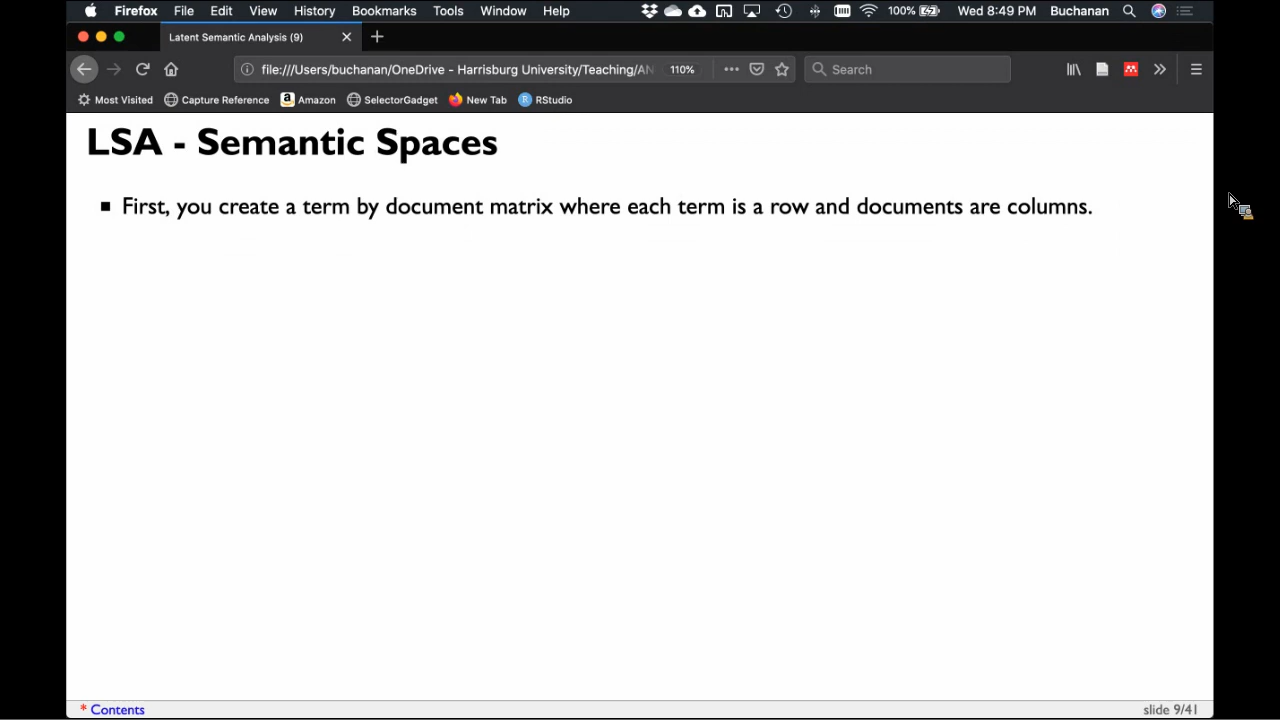 Firefox File Edit View History Bookmarks Tools Window Help 100% Wed 8:49 PM Buchanan
Latent Semantic Analysis (9)
file:///Users/buchanan/OneDrive - Harrisburg University/Teaching/AN 110% Search
Most Visited Capture Reference Amazon SelectorGadget New Tab RStudio
LSA - Semantic Spaces
First, you create a term by document matrix where each term is a row and documents are columns.
* Contents slide 9/41